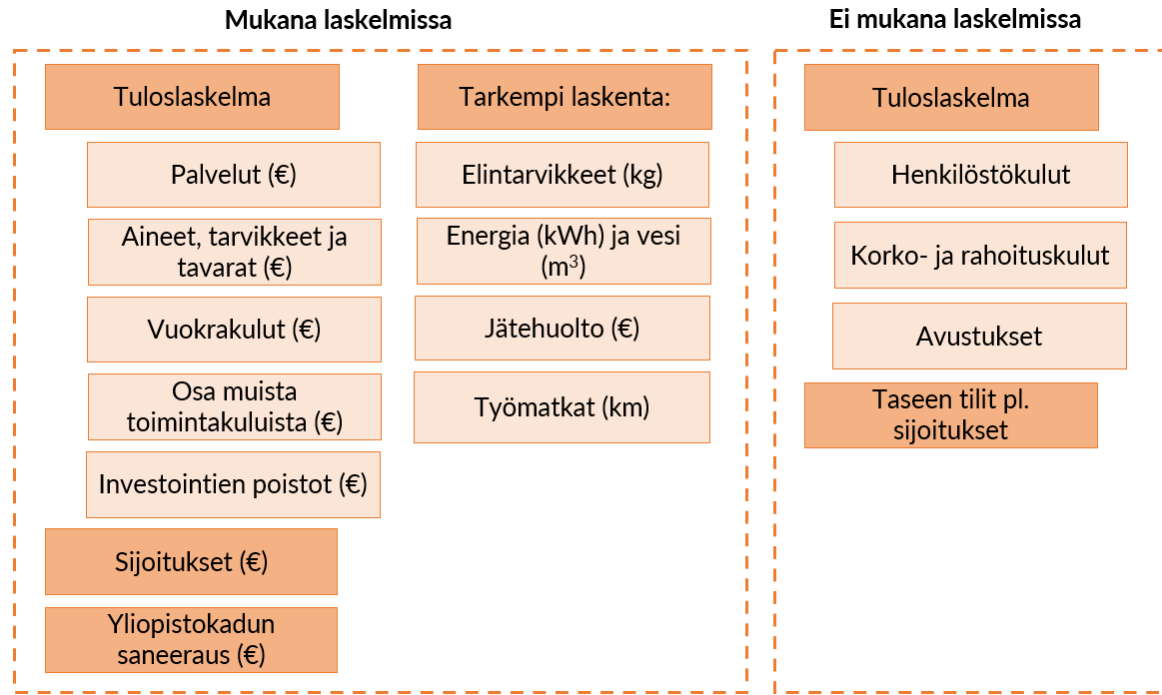 Mukana laskelmissa
Tuloslaskelma
Palvelut (€)
Aineet, tarvikkeet ja
tavarat (€)
Vuokrakulut (€)
Osa muista
toimintakuluista (€)
Investointien poistot (€)
Sijoitukset (€)
Yliopistokadun
saneeraus (€)
Tarkempi laskenta:
Elintarvikkeet (kg)
Energia (kWh) ja vesi
(m³)
Jätehuolto (€)
Työmatkat (km)
Ei mukana laskelmissa
Tuloslaskelma
Henkilöstökulut
Korko- ja rahoituskulut
Avustukset
Taseen tilit pl.
sijoitukset